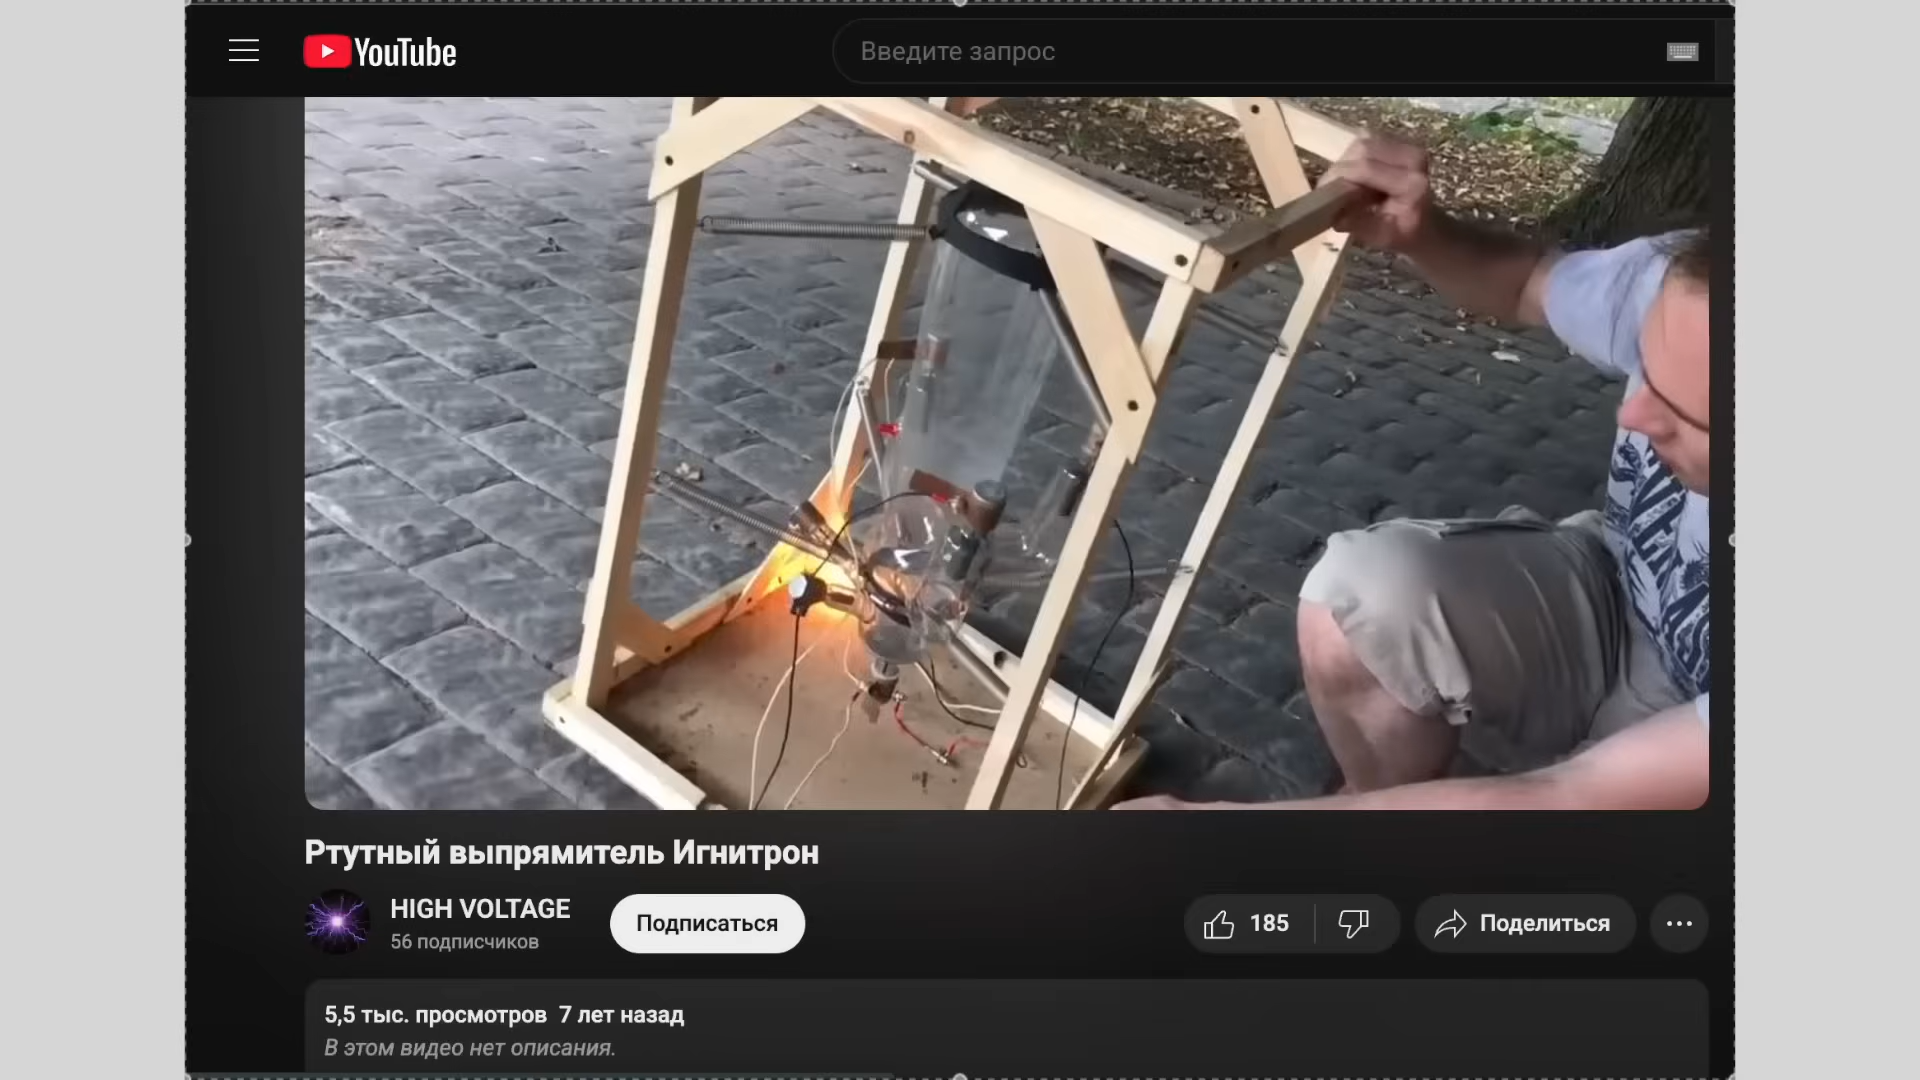 YouTube
Введите запрос
Ртутный выпрямитель Игнитрон
HIGH VOLTAGE
56 подписчиков
Подписаться
185
Поделиться
5,5 тыс. просмотров 7 лет назад
В этом видео нет описания.